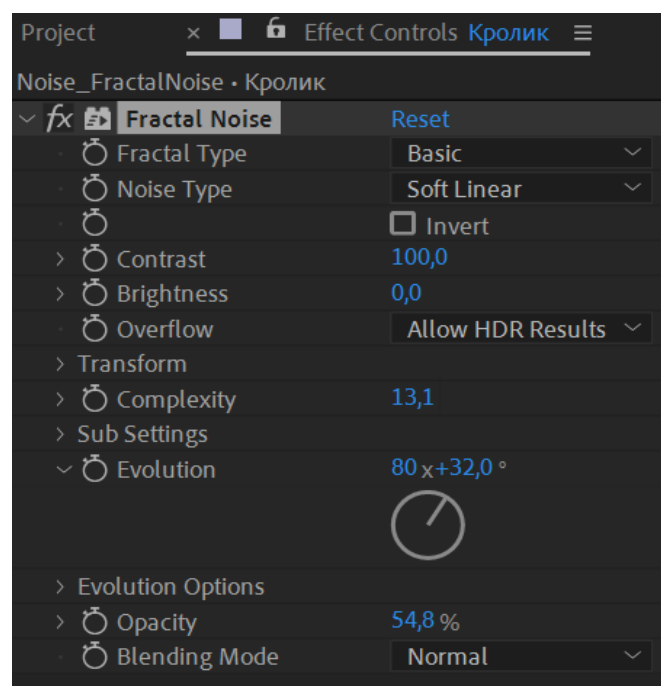 Project × Effect Controls Кролик ≡
Noise_FractalNoise • Кролик
fx Fractal Noise Reset
Fractal Type Basic
Noise Type Soft Linear
Invert
Contrast 100,0
Brightness 0,0
Overflow Allow HDR Results
Transform
Complexity 13,1
Sub Settings
Evolution 80 x+32,0 °
Evolution Options
Opacity 54,8 %
Blending Mode Normal